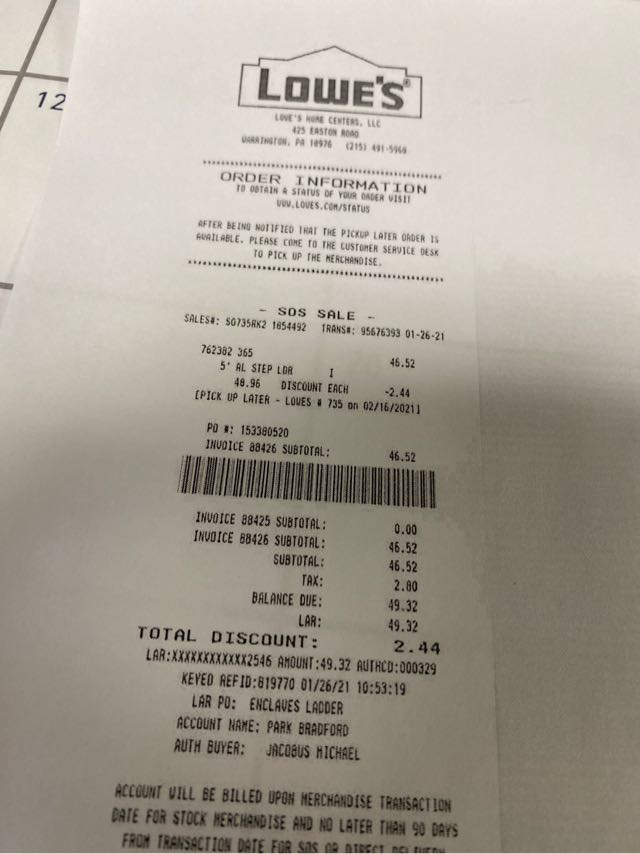 12
LOWE'S®
LOWE'S HOME CENTERS, LLC
425 EASTON ROAD
WARRINGTON, PA 18976 (215) 491-5968
ORDER INFORMATION
TO OBTAIN A STATUS OF YOUR ORDER VISIT
WWW.LOWES.COM/STATUS
AFTER BEING NOTIFIED THAT THE PICKUP LATER ORDER IS
AVAILABLE. PLEASE COME TO THE CUSTOMER SERVICE DESK
TO PICK UP THE MERCHANDISE.
- SOS SALE -
SALES#: SO735RK2 1654492 TRANS#: 95676393 01-26-21
762382 365 46.52
5' AL STEP LDR I
48.96 DISCOUNT EACH -2.44
[PICK UP LATER - LOWES # 735 on 02/16/2021]
PO #: 153380520
INVOICE 88426 SUBTOTAL: 46.52
INVOICE 88425 SUBTOTAL: 0.00
INVOICE 88426 SUBTOTAL: 46.52
SUBTOTAL: 46.52
TAX: 2.80
BALANCE DUE: 49.32
LAR: 49.32
TOTAL DISCOUNT: 2.44
LAR:XXXXXXXXXXXX2546 AMOUNT:49.32 AUTHCD:000329
KEYED REFID:819770 01/26/21 10:53:19
LAR PO: ENCLAVES LADDER
ACCOUNT NAME: PARK BRADFORD
AUTH BUYER: JACOBUS MICHAEL
ACCOUNT WILL BE BILLED UPON MERCHANDISE TRANSACTION
DATE FOR STOCK MERCHANDISE AND NO LATER THAN 90 DAYS
FROM TRANSACTION DATE FOR SOS OR DIRECT DELIVERY